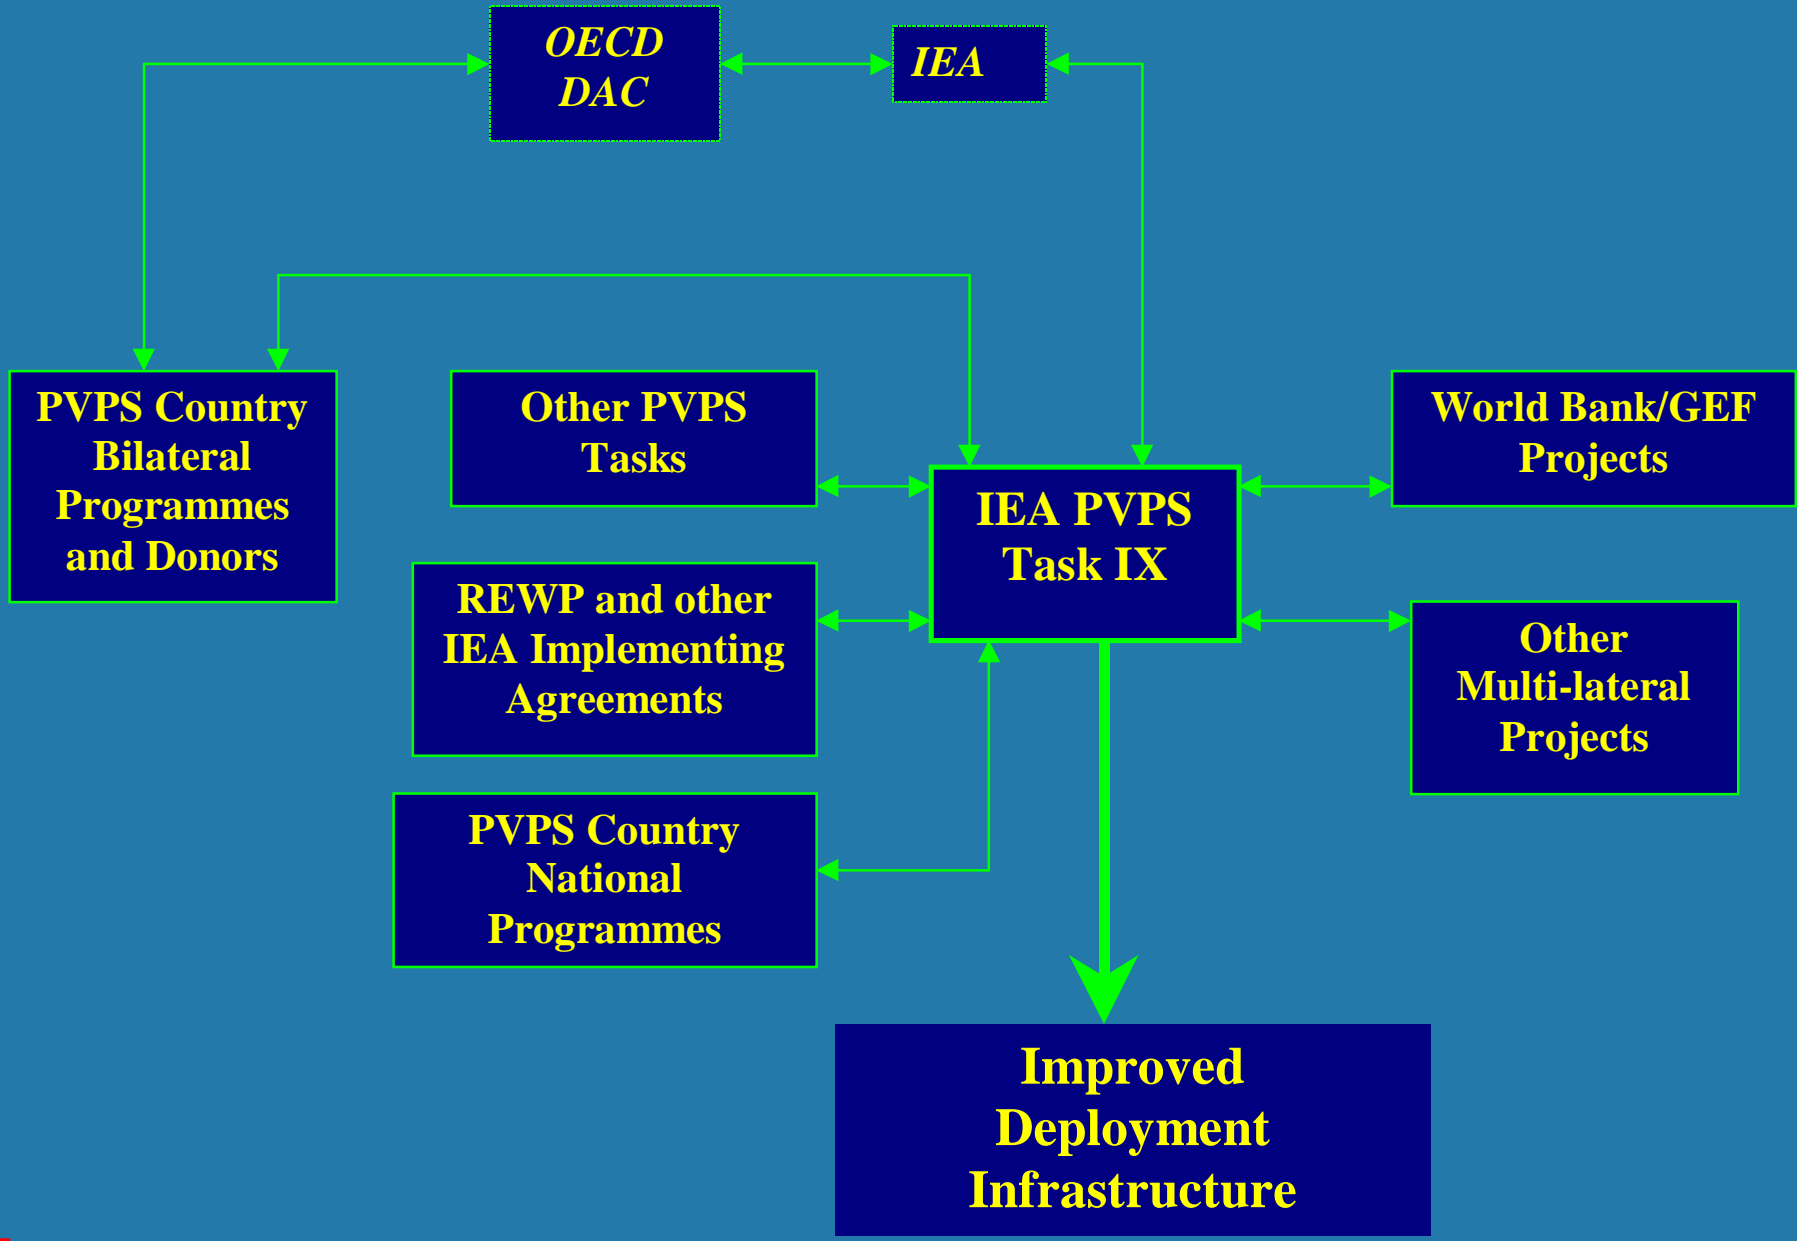 OECD
DAC
IEA
PVPS Country
Bilateral
Programmes
and Donors
Other PVPS
Tasks
World Bank/GEF
Projects
IEA PVPS
Task IX
REWP and other
IEA Implementing
Agreements
Other
Multi-lateral
Projects
PVPS Country
National
Programmes
Improved
Deployment
Infrastructure